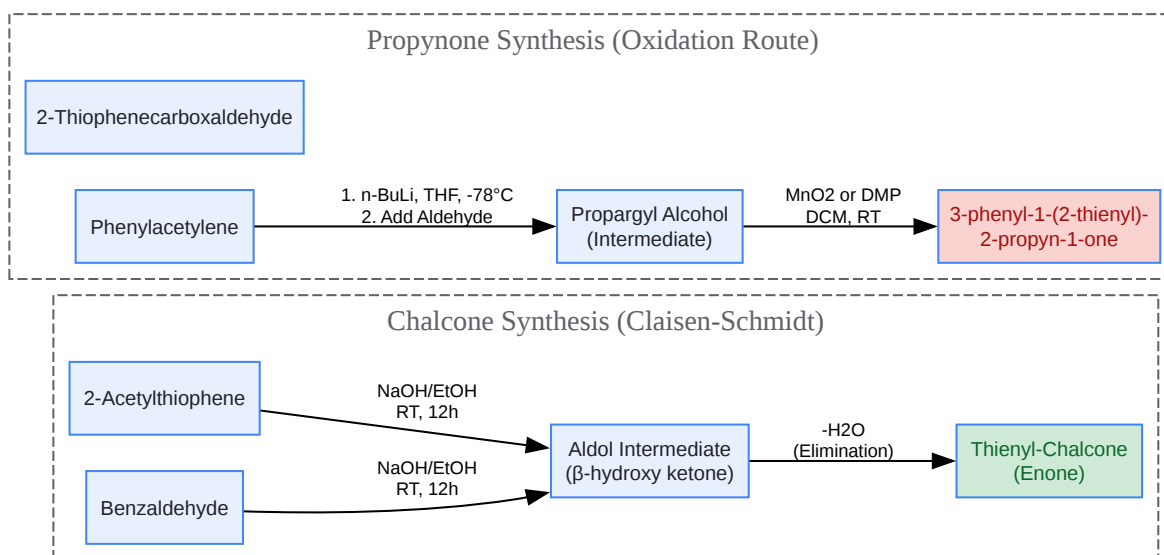 Propynone Synthesis (Oxidation Route)
2-Thiophenecarboxaldehyde
Phenylacetylene
1. n-BuLi, THF, -78°C
2. Add Aldehyde
Propargyl Alcohol
(Intermediate)
MnO2 or DMP
DCM, RT
3-phenyl-1-(2-thienyl)-
2-propyn-1-one
Chalcone Synthesis (Claisen-Schmidt)
2-Acetylthiophene
NaOH/EtOH
RT, 12h
Benzaldehyde
NaOH/EtOH
RT, 12h
Aldol Intermediate
(β-hydroxy ketone)
-H2O
(Elimination)
Thienyl-Chalcone
(Enone)